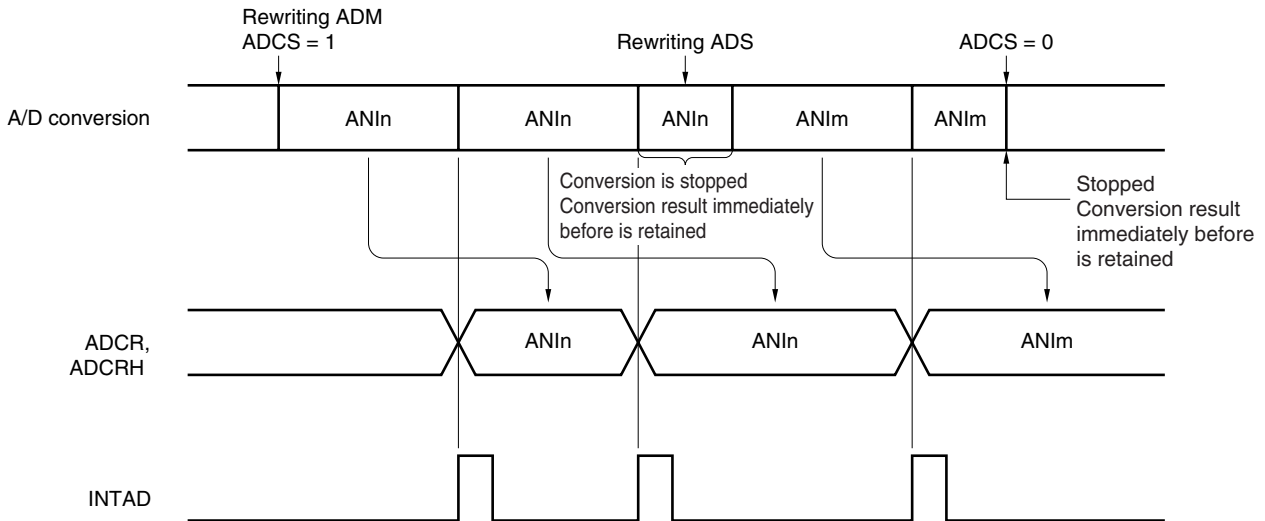 Rewriting ADM
ADCS = 1
Rewriting ADS
ADCS = 0
A/D conversion
ANIn
ANIn
ANIn
ANIm
ANIm
Conversion is stopped
Conversion result immediately
before is retained
Stopped
Conversion result
immediately before
is retained
ADCR,
ADCRH
ANIn
ANIn
ANIm
INTAD